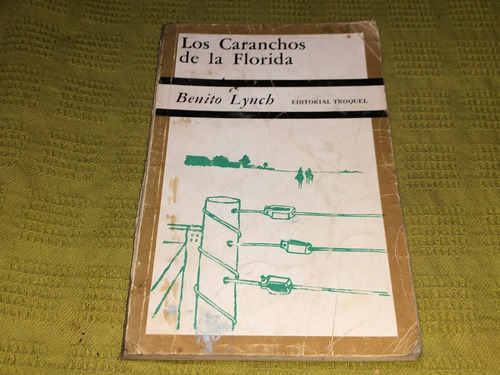 Los Caranchos
de la Florida
Benito Lynch EDITORIAL TROQUEL